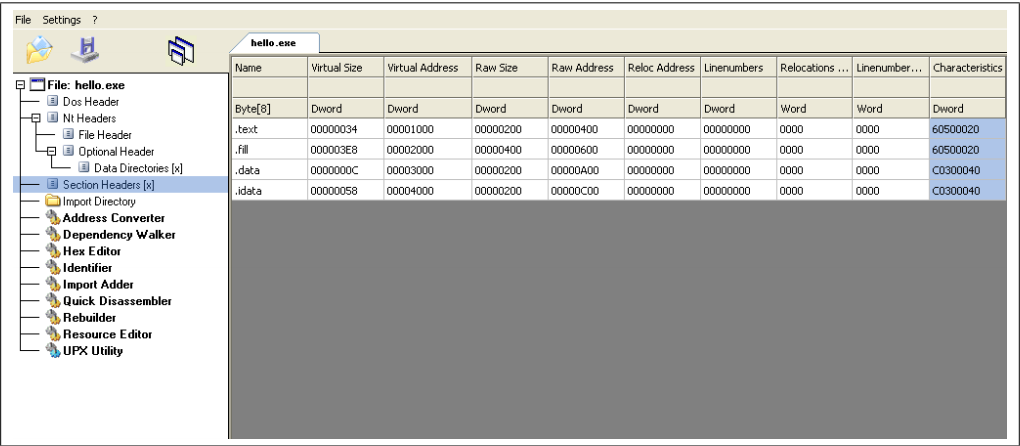 File Settings ?
hello.exe
File: hello.exe
Dos Header
Nt Headers
File Header
Optional Header
Data Directories [x]
Section Headers [x]
Import Directory
Address Converter
Dependency Walker
Hex Editor
Identifier
Import Adder
Quick Disassembler
Rebuilder
Resource Editor
UPX Utility
Name Virtual Size Virtual Address Raw Size Raw Address Reloc Address Linenumbers Relocations ... Linenumber... Characteristics
Byte[8] Dword Dword Dword Dword Dword Dword Word Word Dword
.text 00000034 00001000 00000200 00000400 00000000 00000000 0000 0000 60500020
.fill 000003E8 00002000 00000400 00000600 00000000 00000000 0000 0000 60500020
.data 0000000C 00003000 00000200 00000A00 00000000 00000000 0000 0000 C0300040
.idata 00000058 00004000 00000200 00000C00 00000000 00000000 0000 0000 C0300040